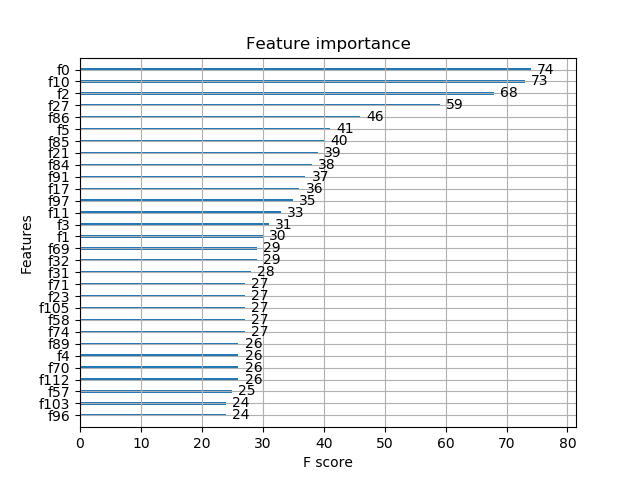 Feature importance
f0 74
f10 73
f2 68
f27 59
f86 46
f5 41
f85 40
f21 39
f84 38
f91 37
f17 36
f97 35
f11 33
f3 31
f1 30
f69 29
f32 29
f31 28
f71 27
f23 27
f105 27
f58 27
f74 27
f89 26
f4 26
f70 26
f112 26
f57 25
f103 24
f96 24
Features
0 10 20 30 40 50 60 70 80
F score